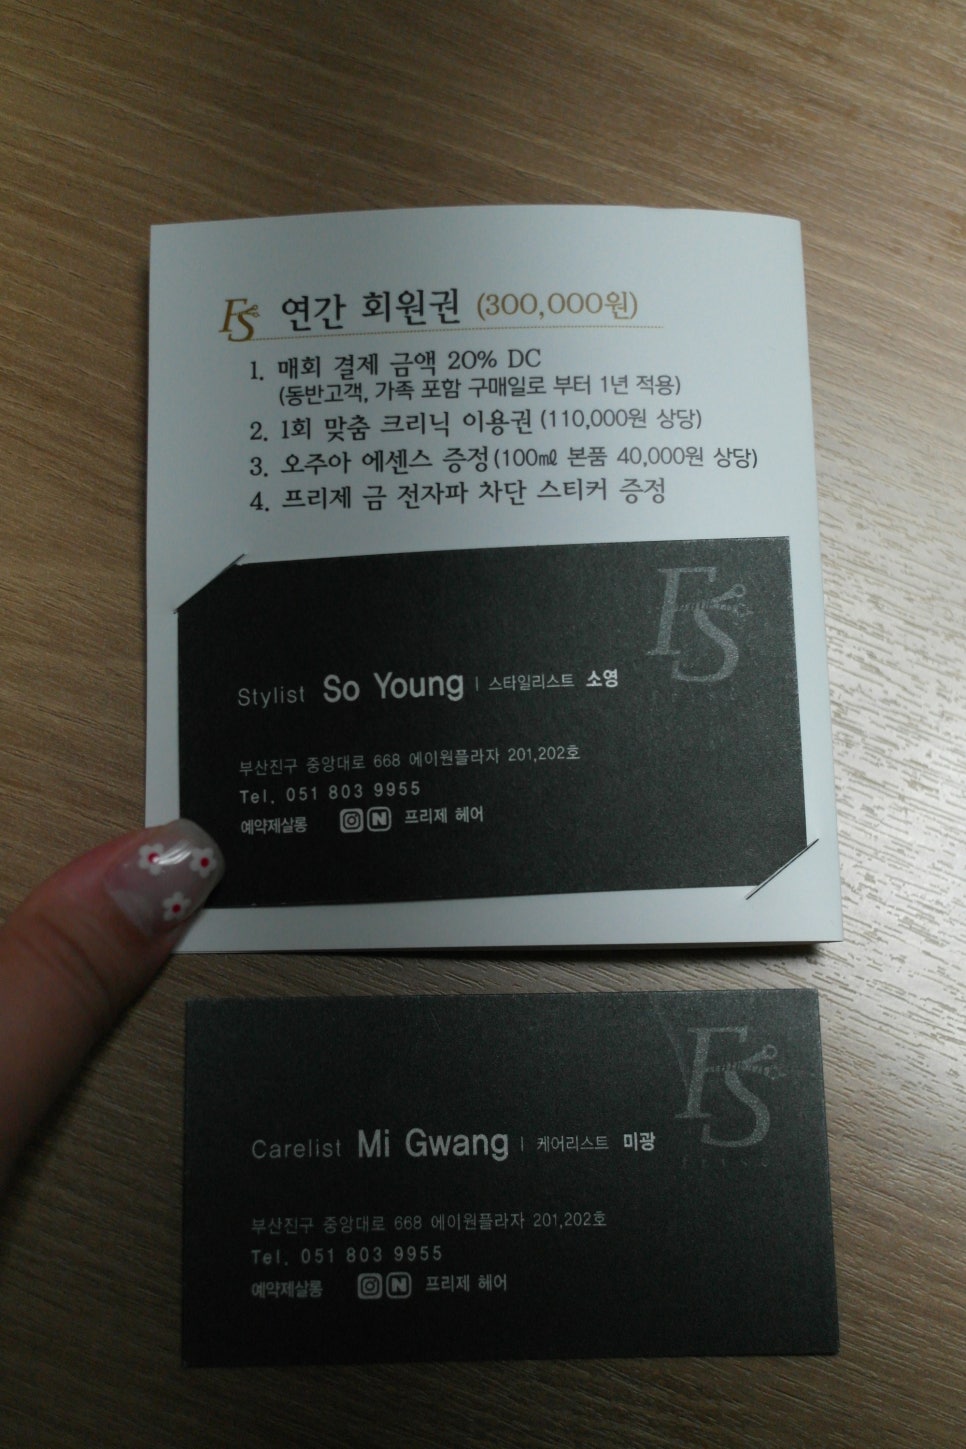 FS 연간 회원권 (300,000원)
1. 매회 결제 금액 20% DC
(동반고객, 가족 포함 구매일로 부터 1년 적용)
2. 1회 맞춤 크리닉 이용권 (110,000원 상당)
3. 오주아 에센스 증정(100㎖ 본품 40,000원 상당)
4. 프리제 금 전자파 차단 스티커 증정
FS
Stylist So Young | 스타일리스트 소영
부산진구 중앙대로 668 에이원플라자 201,202호
Tel. 051 803 9955
예약제살롱 N 프리제 헤어
FS
Carelist Mi Gwang | 케어리스트 미광
부산진구 중앙대로 668 에이원플라자 201,202호
Tel. 051 803 9955
예약제살롱 N 프리제 헤어